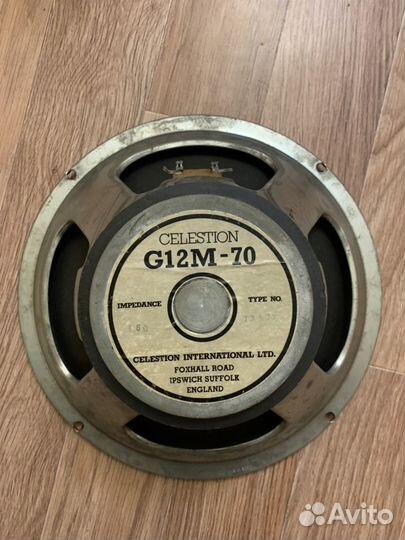 CELESTION
G12M-70
IMPEDANCE
TYPE NO.
CELESTION INTERNATIONAL LTD.
FOXHALL ROAD
IPSWICH SUFFOLK
ENGLAND
Avito